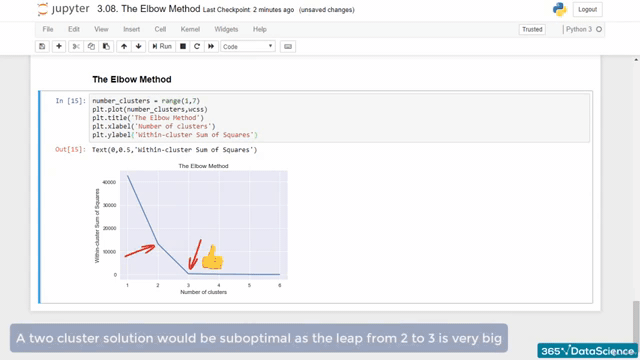 jupyter 3.08. The Elbow Method Last Checkpoint: 2 minutes ago (unsaved changes)
Logout
File Edit View Insert Cell Kernel Widgets Help
Trusted Python 3
Run Code
The Elbow Method
In [15]: number_clusters = range(1,7)
plt.plot(number_clusters,wcss)
plt.title('The Elbow Method')
plt.xlabel('Number of clusters')
plt.ylabel('Within-cluster Sum of Squares')
Out[15]: Text(0,0.5,'Within-cluster Sum of Squares')
The Elbow Method
Within-cluster Sum of Squares
40000
30000
20000
10000
0
1 2 3 4 5 6
Number of clusters
A two cluster solution would be suboptimal as the leap from 2 to 3 is very big
365 DataScience